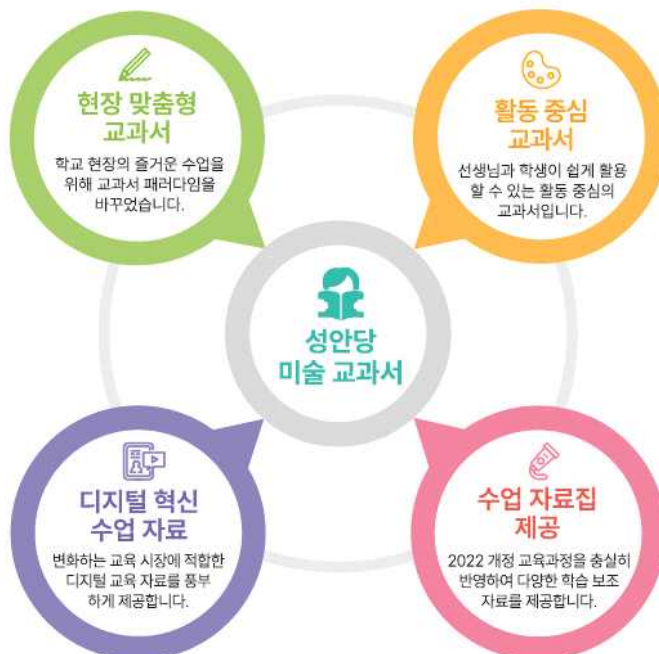 현장 맞춤형
교과서
학교 현장의 즐거운 수업을
위해 교과서 패러다임을
바꾸었습니다.
활동 중심
교과서
선생님과 학생이 쉽게 활용
할 수 있는 활동 중심의
교과서입니다.
성안당
미술 교과서
디지털 혁신
수업 자료
변화하는 교육 시장에 적합한
디지털 교육 자료를 풍부
하게 제공합니다.
수업 자료집
제공
2022 개정 교육과정을 충실히
반영하여 다양한 학습 보조
자료를 제공합니다.